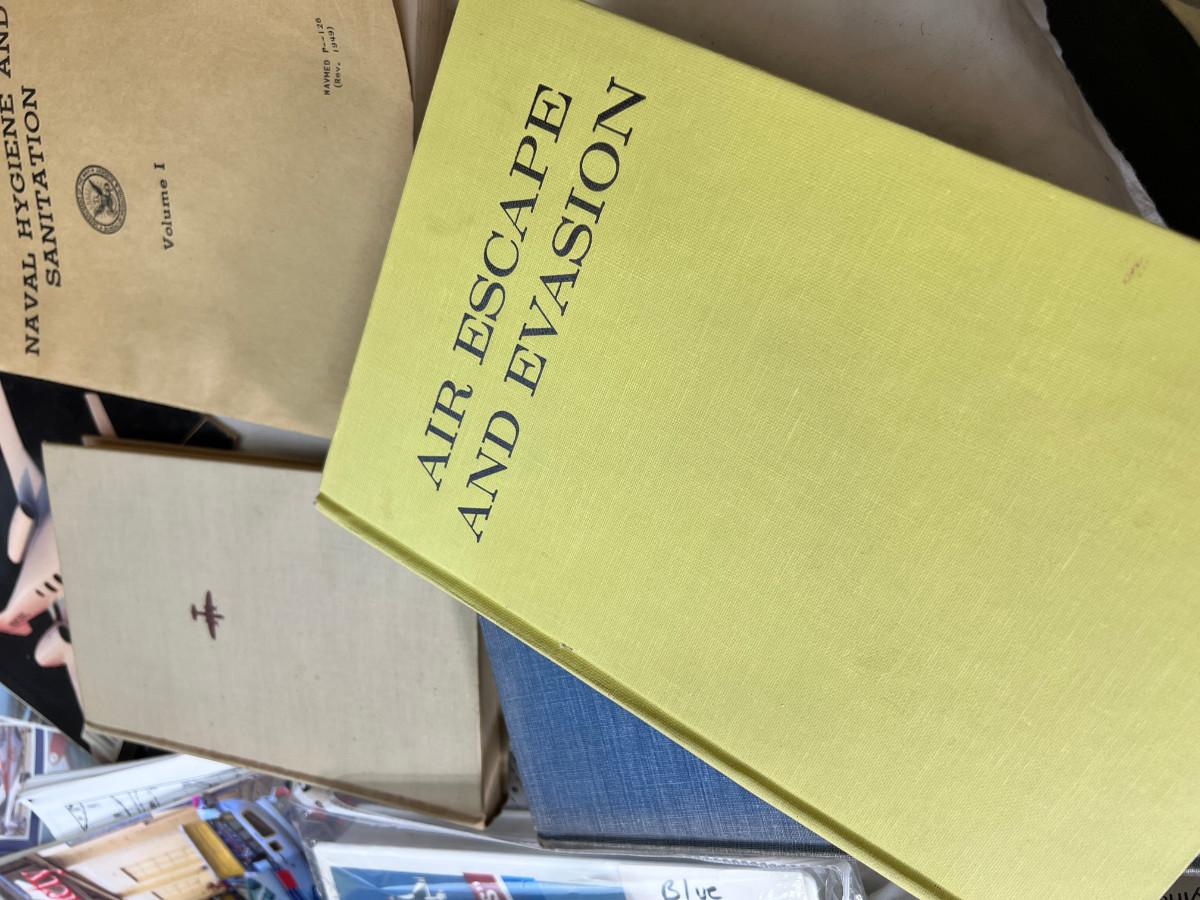 NAVAL HYGIENE AND
SANITATION
Volume I
NAVMED P--126
(Rev. 1949)
AIR ESCAPE
AND EVASION
Blue